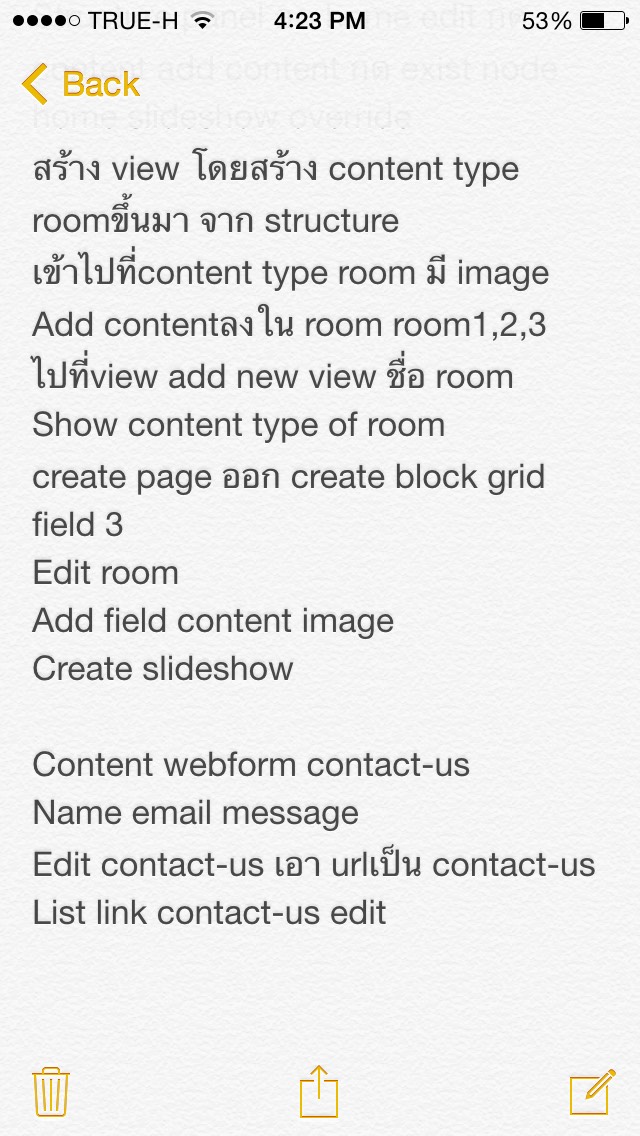 TRUE-H 4:23 PM 53%
content add content กด exist node
Back
home slideshow override
สร้าง view โดยสร้าง content type
roomขึ้นมา จาก structure
เข้าไปที่content type room มี image
Add contentลงใน room room1,2,3
ไปที่view add new view ชื่อ room
Show content type of room
create page ออก create block grid
field 3
Edit room
Add field content image
Create slideshow
Content webform contact-us
Name email message
Edit contact-us เอา urlเป็น contact-us
List link contact-us edit